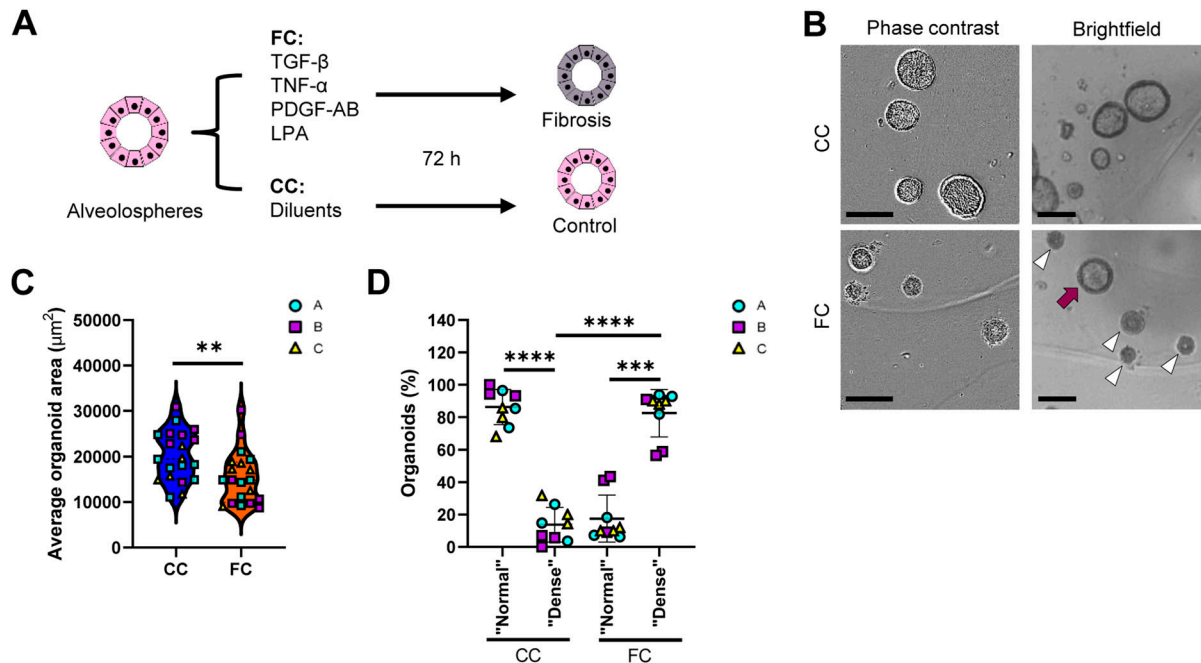 A
FC:
TGF-β
TNF-α
PDGF-AB
LPA
Alveolospheres
72 h
Fibrosis
CC:
Diluents
Control
B
Phase contrast
Brightfield
CC
FC
C
A
B
C
**
Average organoid area (μm²)
50000
40000
30000
20000
10000
0
CC
FC
D
A
B
C
****
****
***
Organoids (%)
140
120
100
80
60
40
20
0
"Normal"
"Dense"
"Normal"
"Dense"
CC
FC